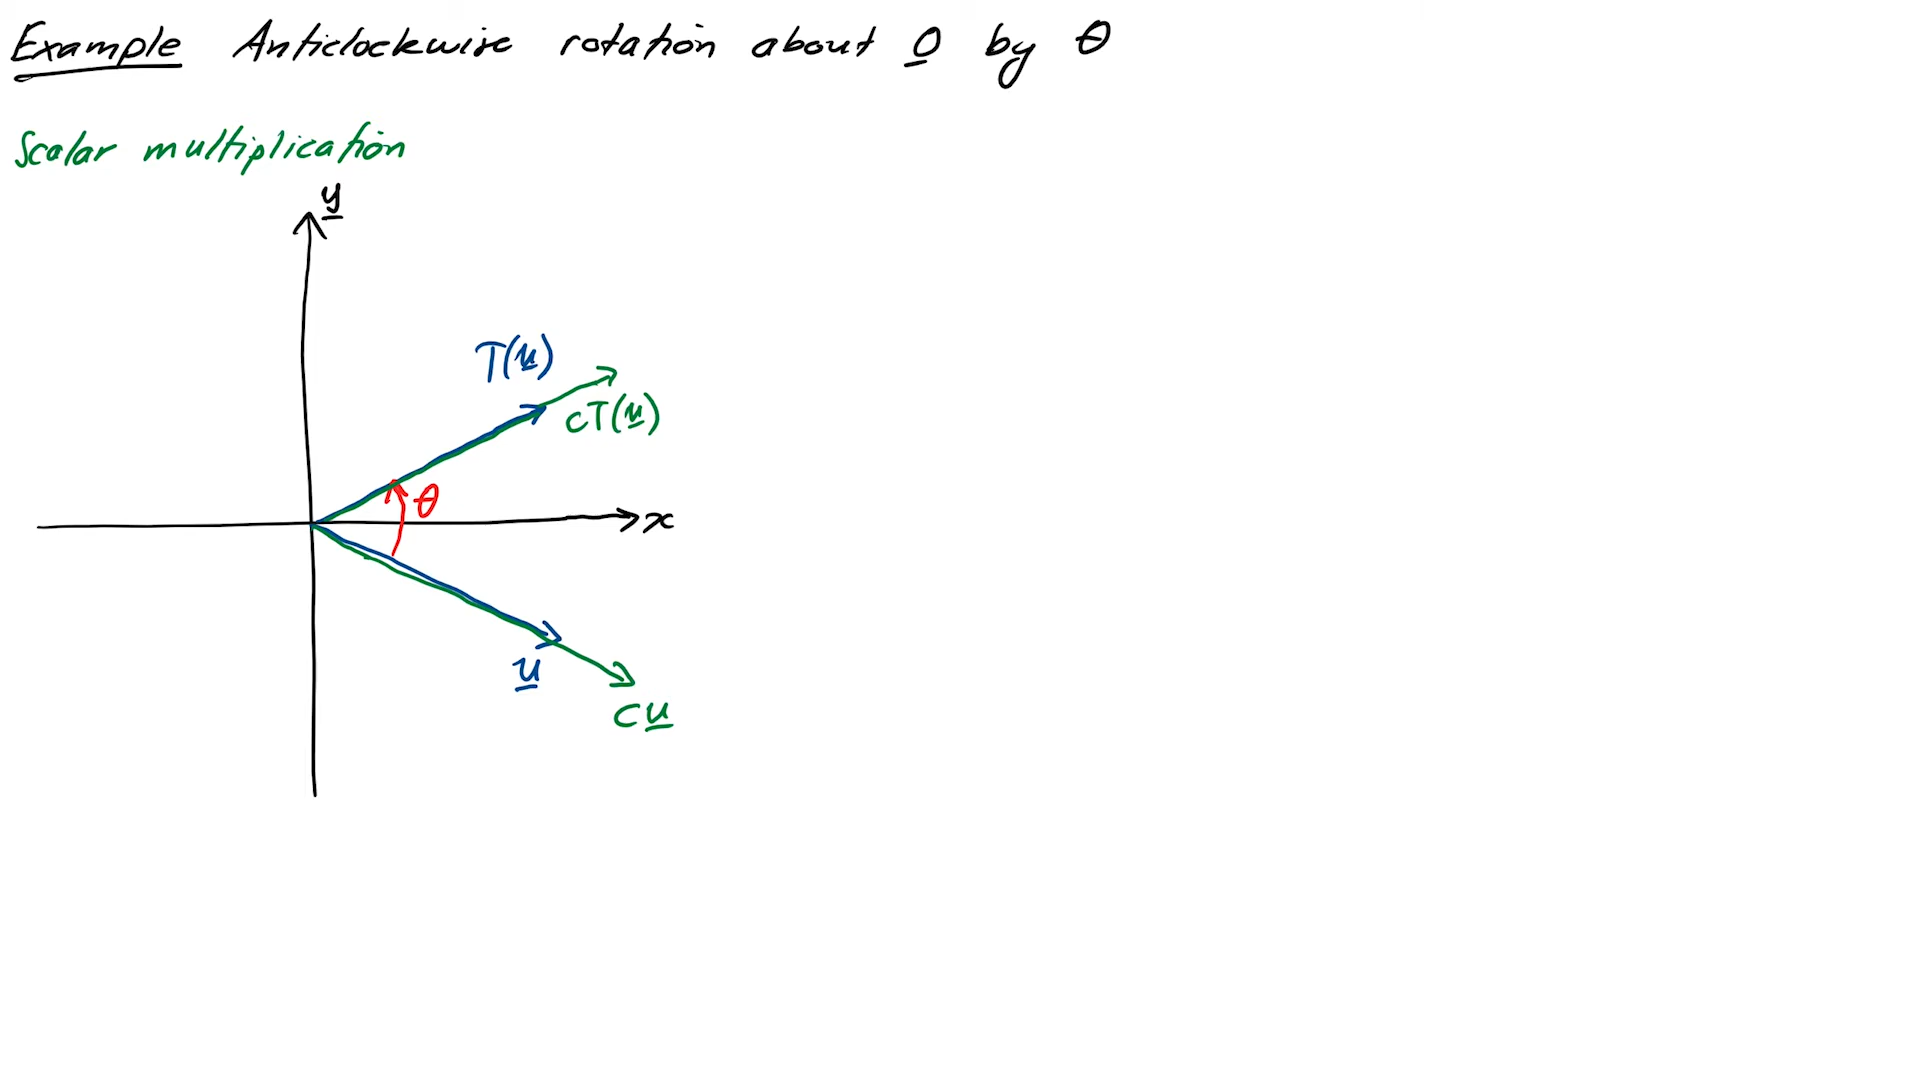 Example Anticlockwise rotation about 0 by θ
Scalar multiplication
y
T(u)
cT(u)
θ
x
u
cu